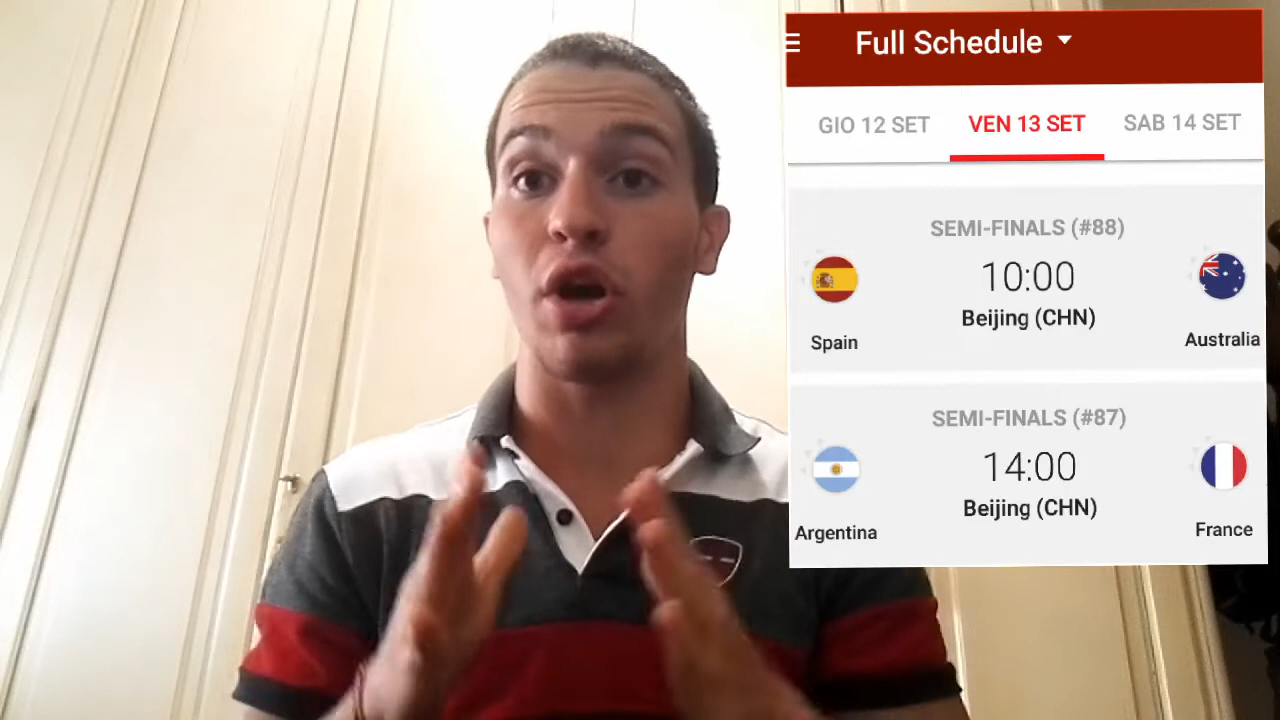 Full Schedule
GIO 12 SET VEN 13 SET SAB 14 SET
SEMI-FINALS (#88)
10:00
Beijing (CHN)
Spain Australia
SEMI-FINALS (#87)
14:00
Beijing (CHN)
Argentina France